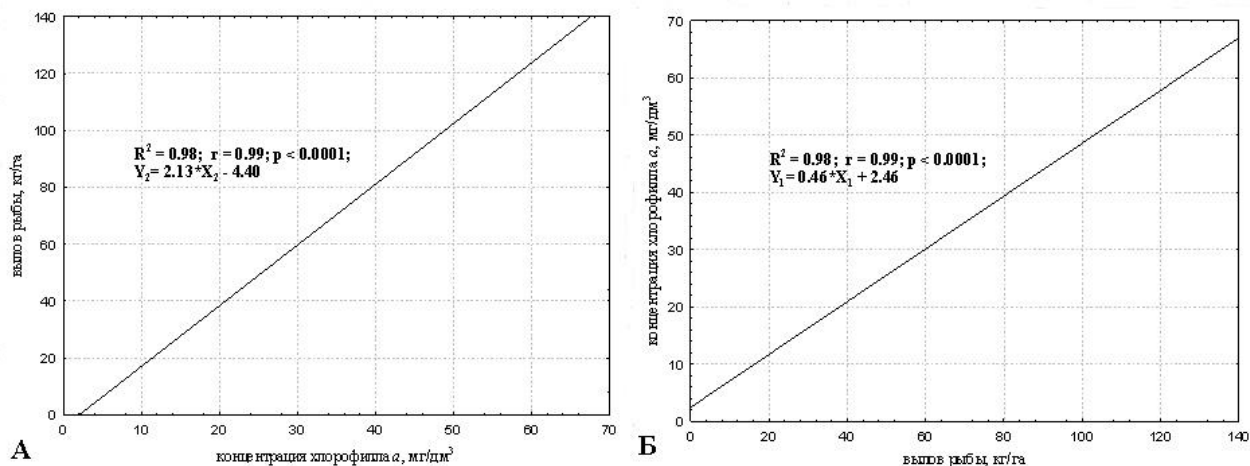 140
120
100
80
60
40
20
0
вылов рыбы, кг/га
R² = 0.98; r = 0.99; p < 0.0001;
Y₂= 2.13*X₂ - 4.40
0 10 20 30 40 50 60 70
концентрация хлорофилла а, мг/дм³
А
70
60
50
40
30
20
10
0
концентрация хлорофилла а, мг/дм³
R² = 0.98; r = 0.99; p < 0.0001;
Y₁= 0.46*X₁ + 2.46
0 20 40 60 80 100 120 140
вылов рыбы, кг/га
Б